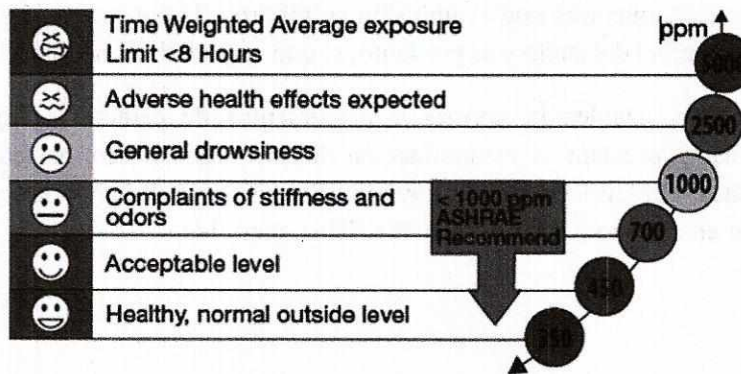 Time Weighted Average exposure
Limit <8 Hours
ppm
5000
Adverse health effects expected
2500
General drowsiness
1000
Complaints of stiffness and
odors
< 1000 ppm
ASHRAE
Recommend
700
Acceptable level
450
Healthy, normal outside level
350